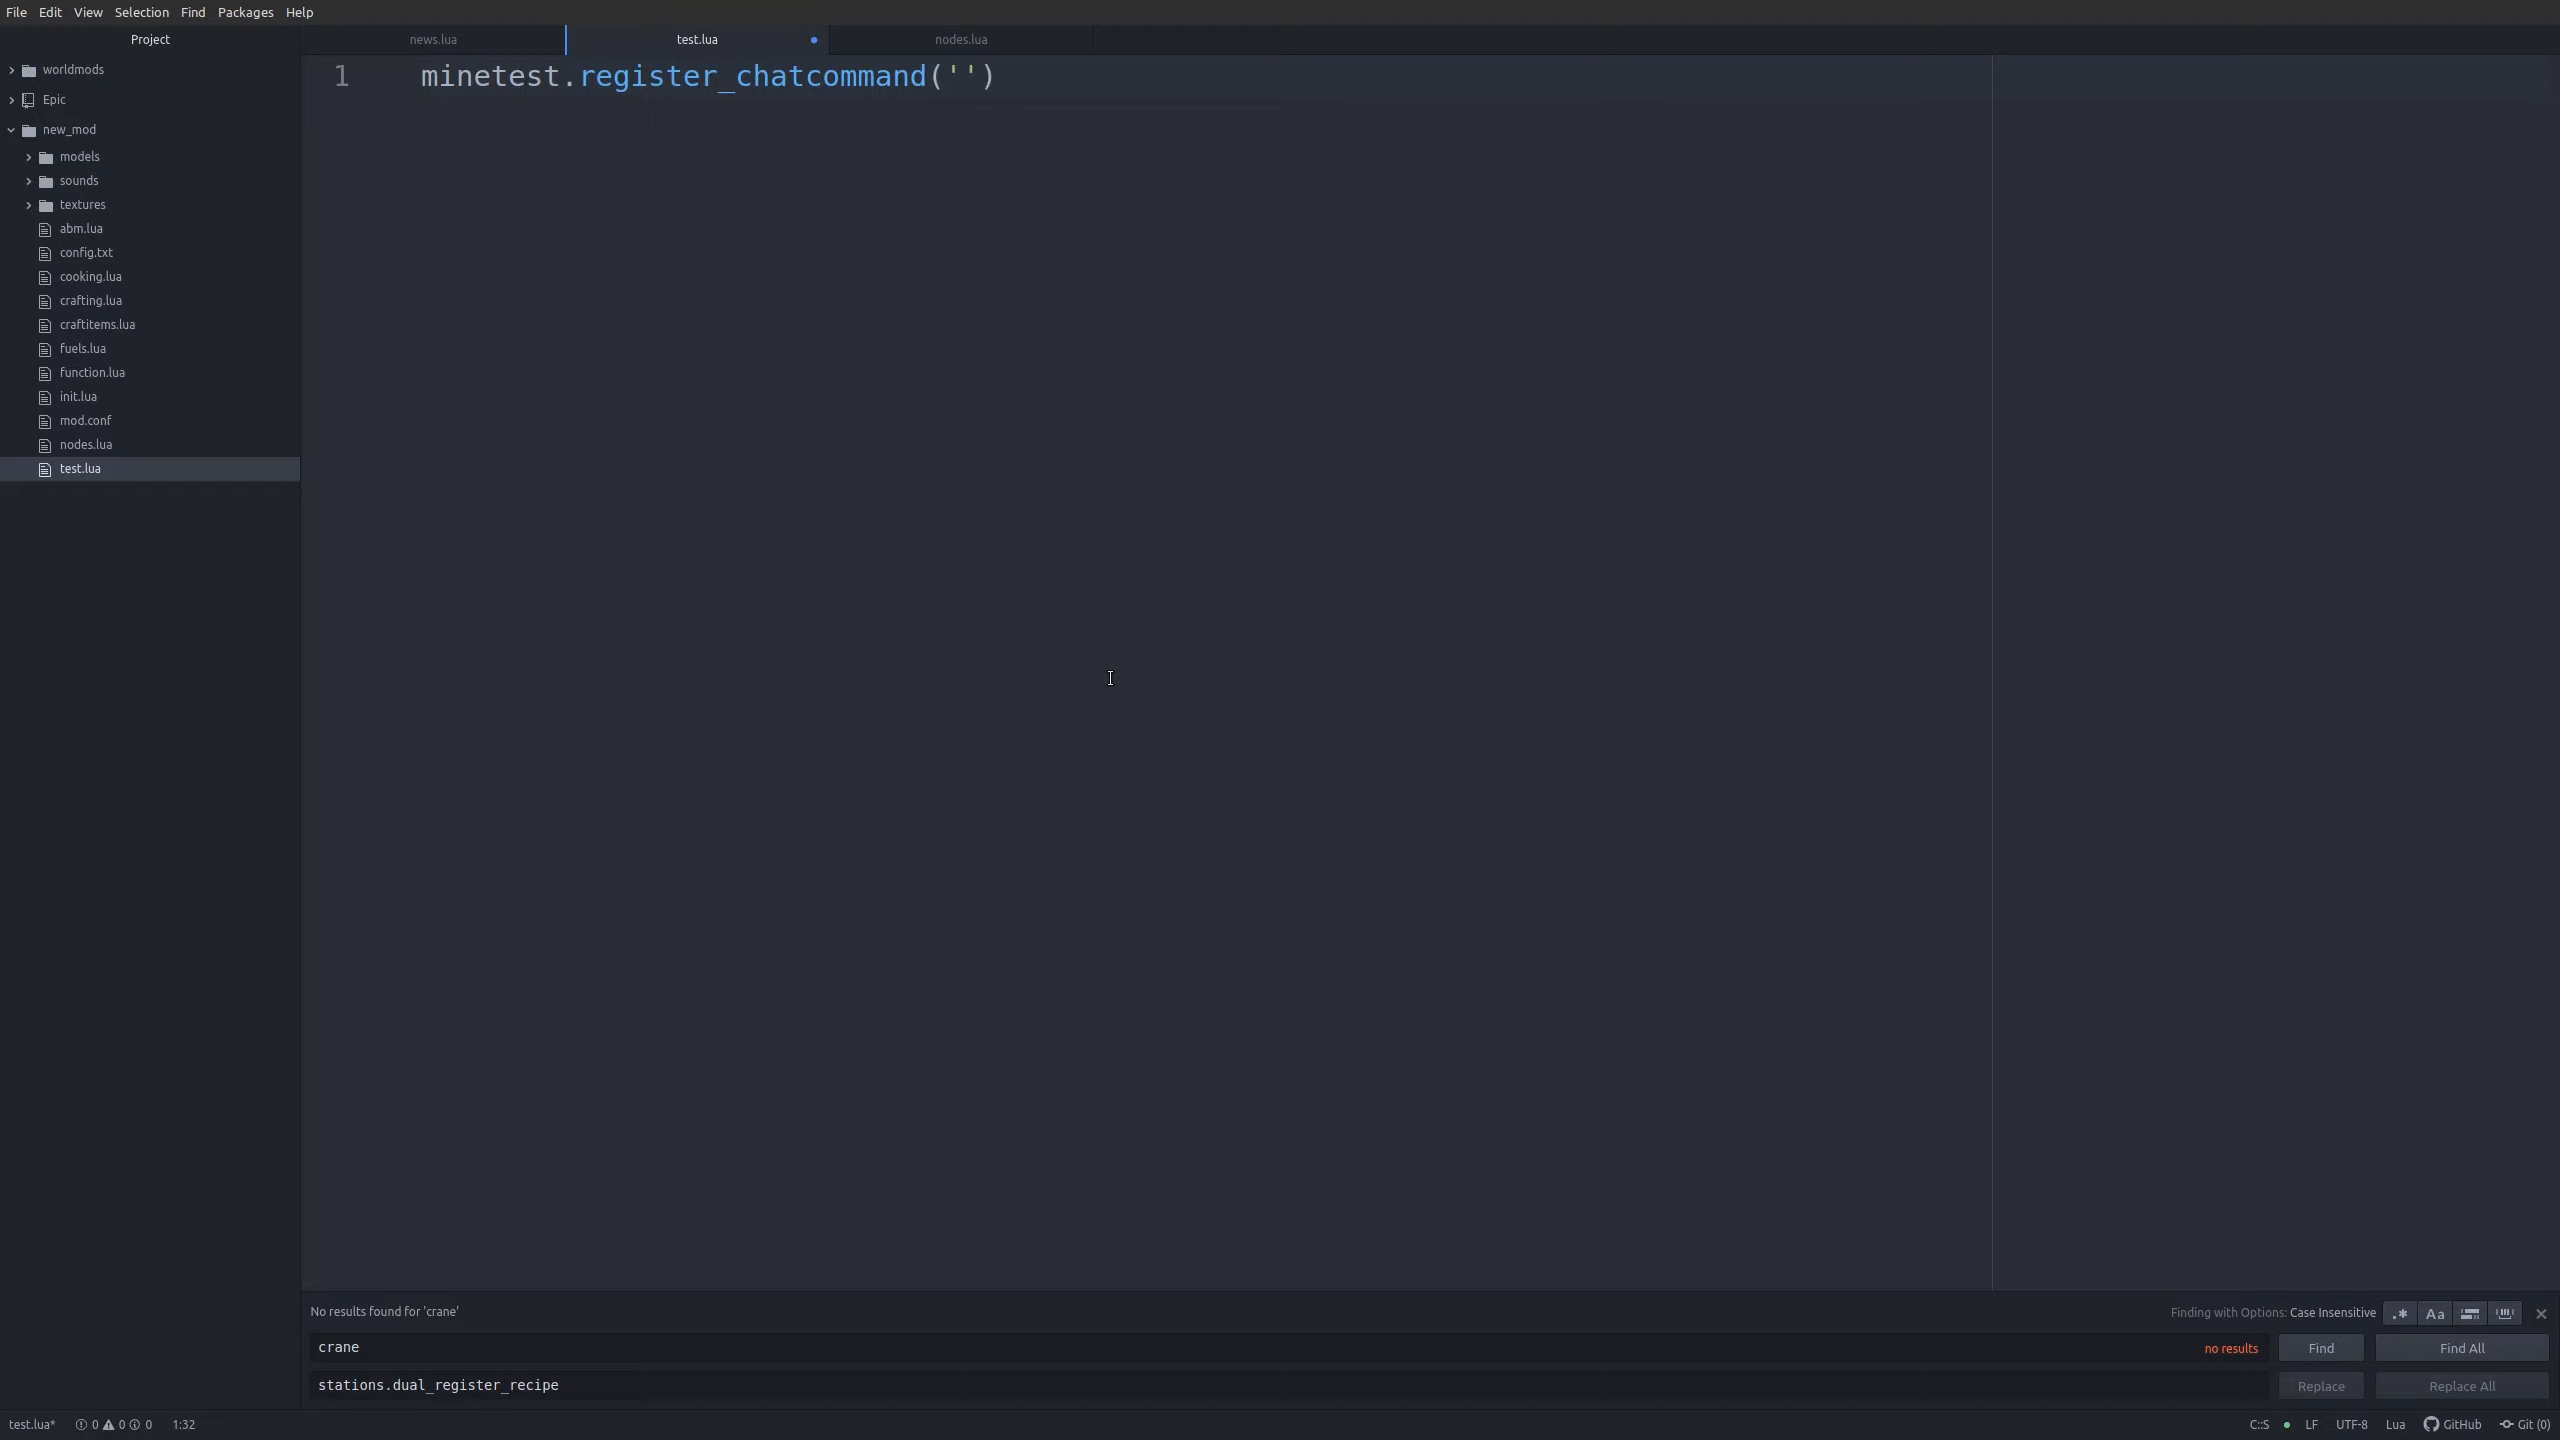 File Edit View Selection Find Packages Help
Project
news.lua
test.lua
nodes.lua
worldmods
Epic
new_mod
models
sounds
textures
abm.lua
config.txt
cooking.lua
crafting.lua
craftitems.lua
fuels.lua
function.lua
init.lua
mod.conf
nodes.lua
test.lua
1 minetest.register_chatcommand('')
No results found for 'crane'
Finding with Options: Case Insensitive
.* Aa
crane
no results
Find
Find All
stations.dual_register_recipe
Replace
Replace All
test.lua* 0 0 0 1:32
C::S LF UTF-8 Lua GitHub Git (0)